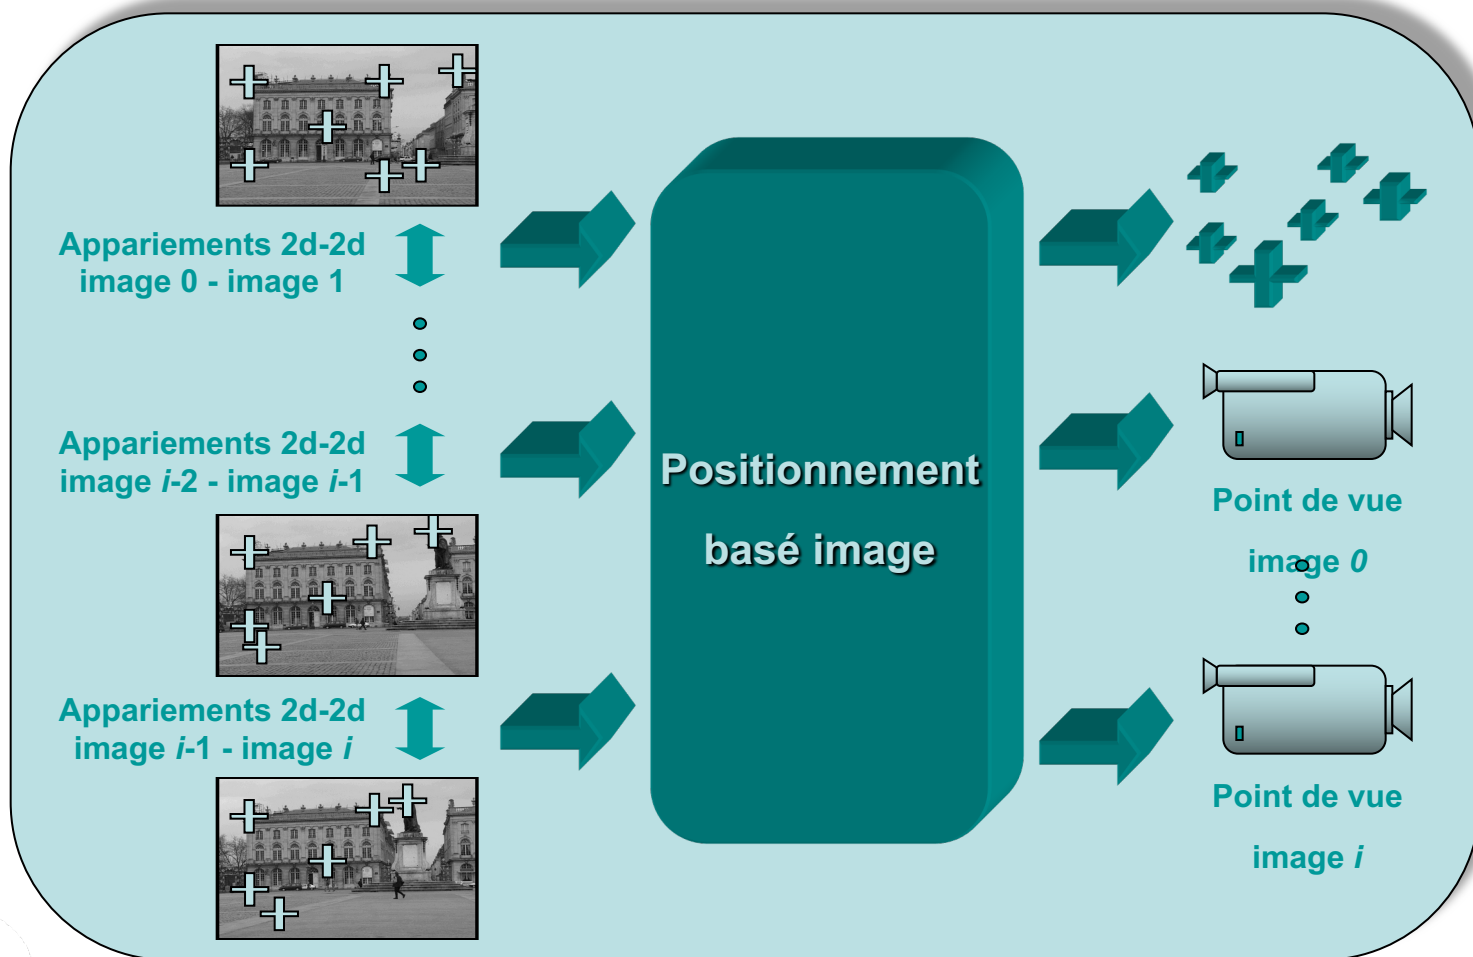 Appariements 2d-2d
image 0 - image 1
Appariements 2d-2d
image i-2 - image i-1
Appariements 2d-2d
image i-1 - image i
Positionnement
basé image
Point de vue
image 0
Point de vue
image i